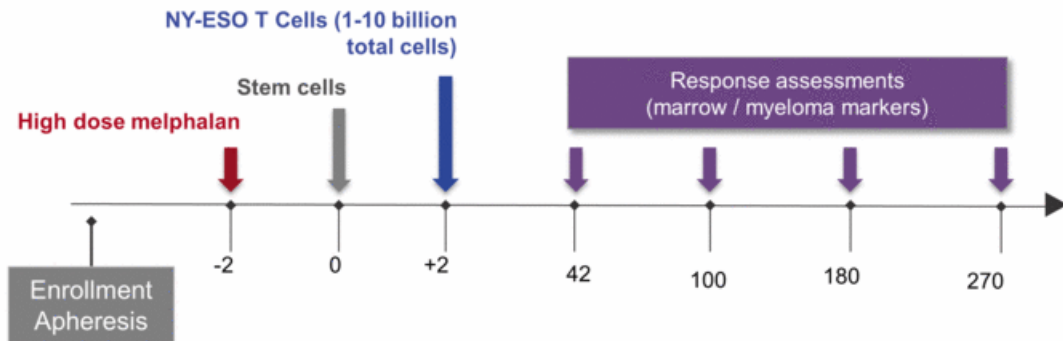 NY-ESO T Cells (1-10 billion
total cells)
Stem cells
High dose melphalan
Response assessments
(marrow / myeloma markers)
-2
0
+2
42
100
180
270
Enrollment
Apheresis